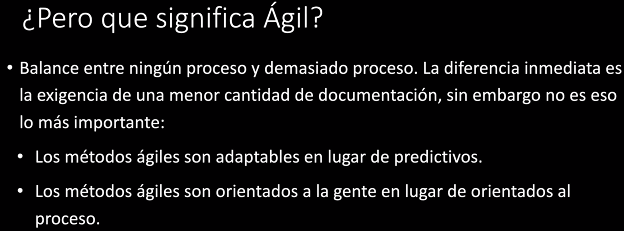 ¿Pero que significa Ágil?
• Balance entre ningún proceso y demasiado proceso. La diferencia inmediata es
la exigencia de una menor cantidad de documentación, sin embargo no es eso
lo más importante:
• Los métodos ágiles son adaptables en lugar de predictivos.
• Los métodos ágiles son orientados a la gente en lugar de orientados al
proceso.